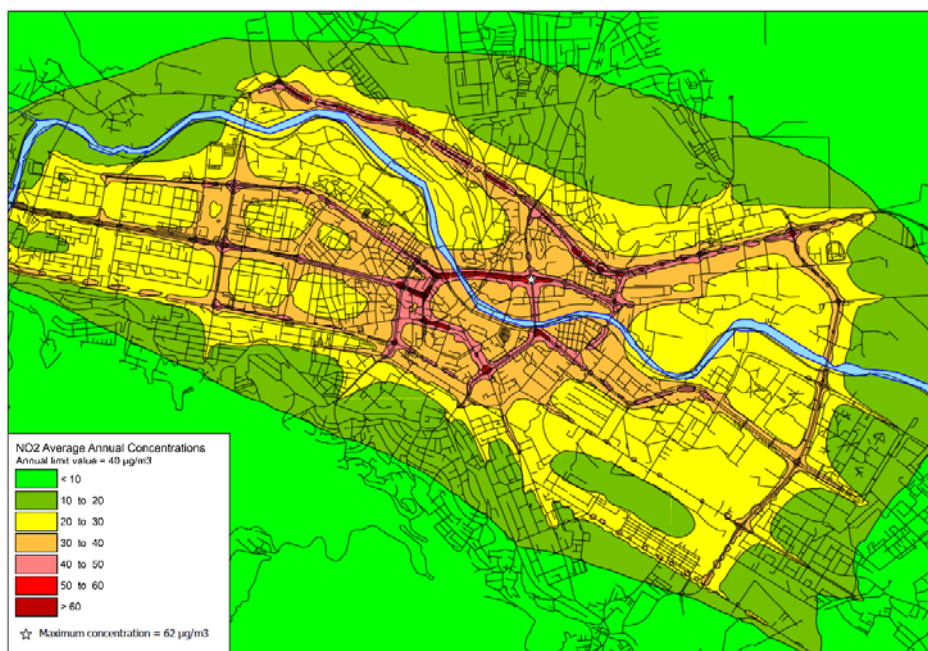 NO2 Average Annual Concentrations
Annual limit value = 40 µg/m3
< 10
10 to 20
20 to 30
30 to 40
40 to 50
50 to 60
> 60
☆ Maximum concentration = 62 µg/m3